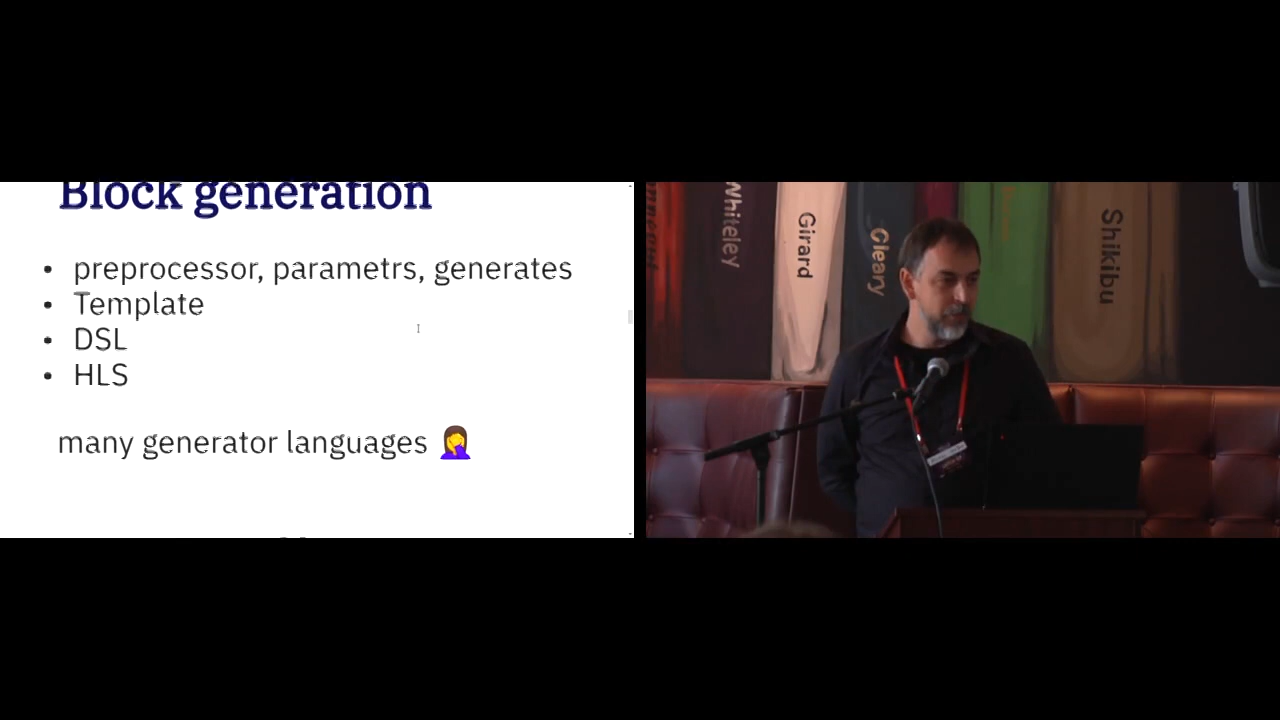 Block generation
• preprocessor, parametrs, generates
• Template
• DSL
• HLS
many generator languages 🤦‍♀️
Whiteley
Girard
Cleary
Shikibu